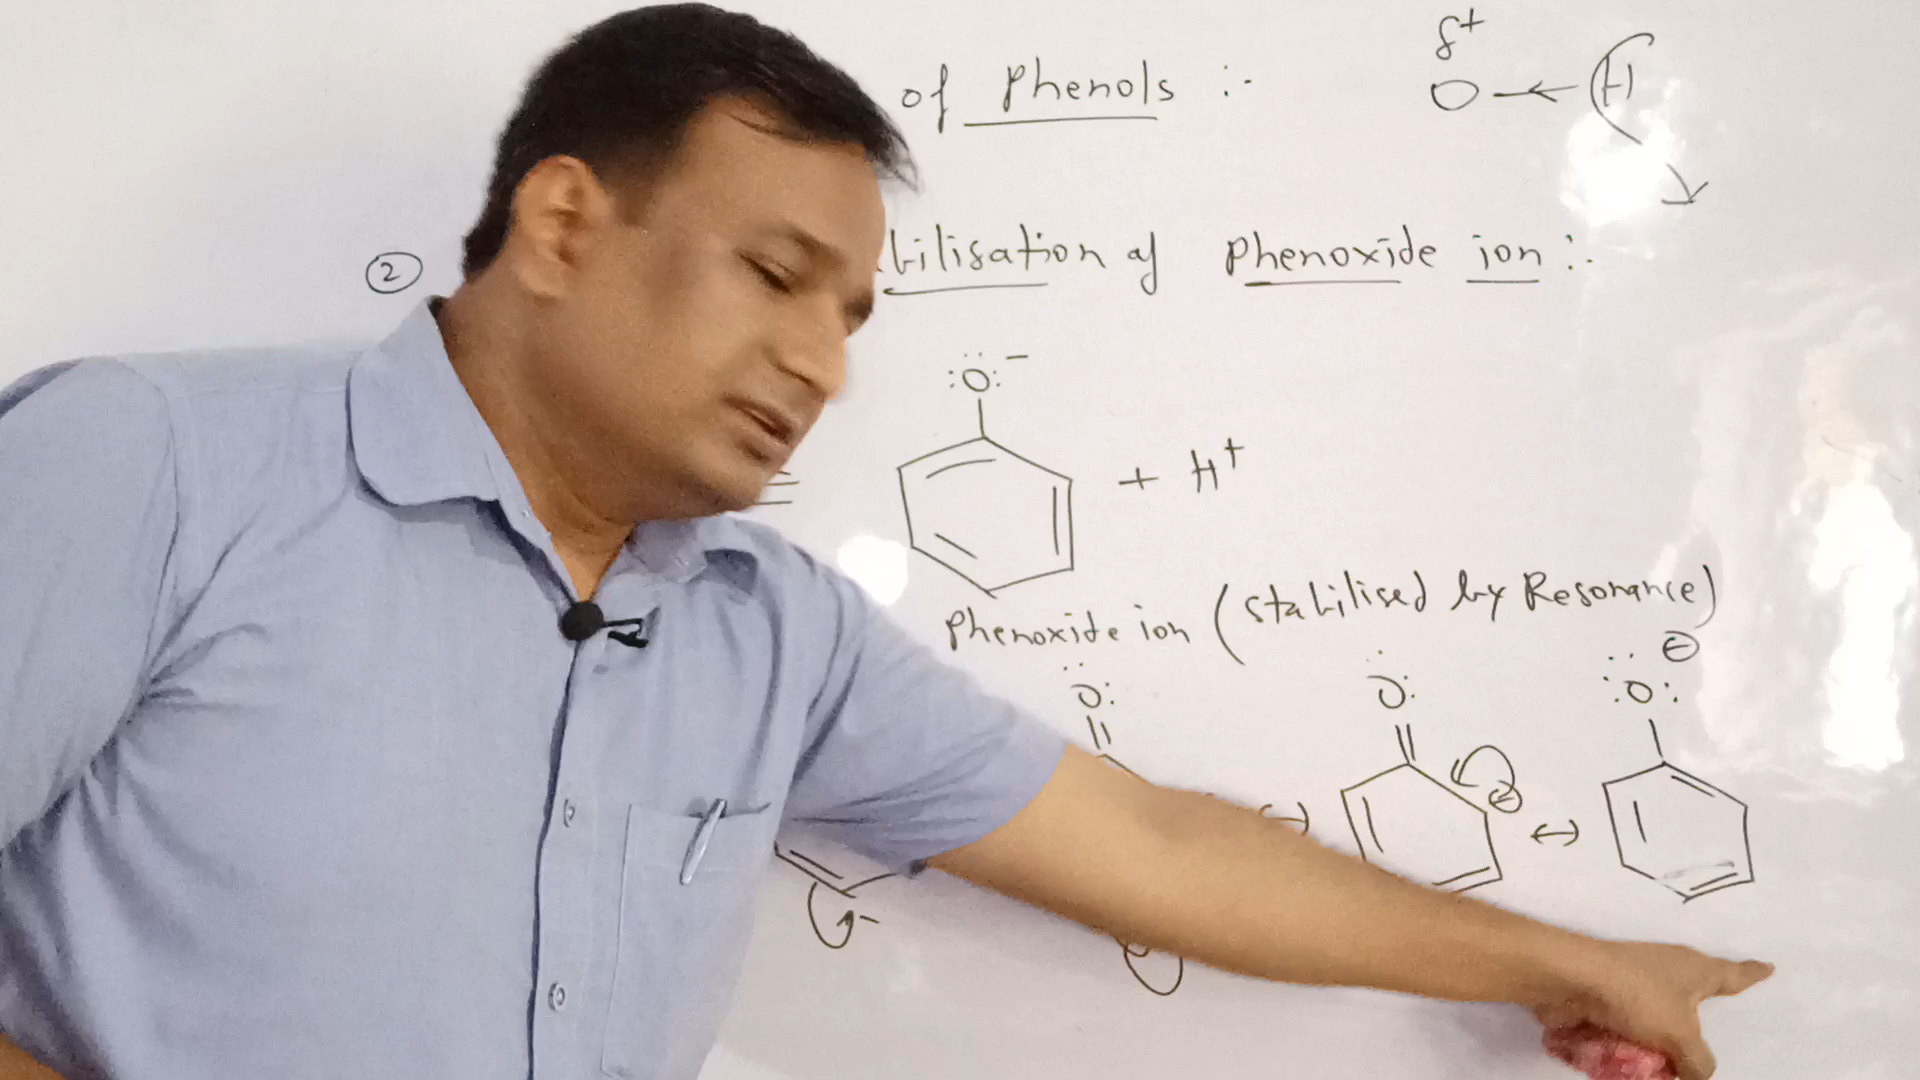 of Phenols :-
δ+
O ← H
② bilisation of Phenoxide ion :-
:Ö: −
+ H+
Phenoxide ion (Stabilised by Resonance)
Ö: Ö: :Ö: ⊖
↔ ⊖ ↔
−